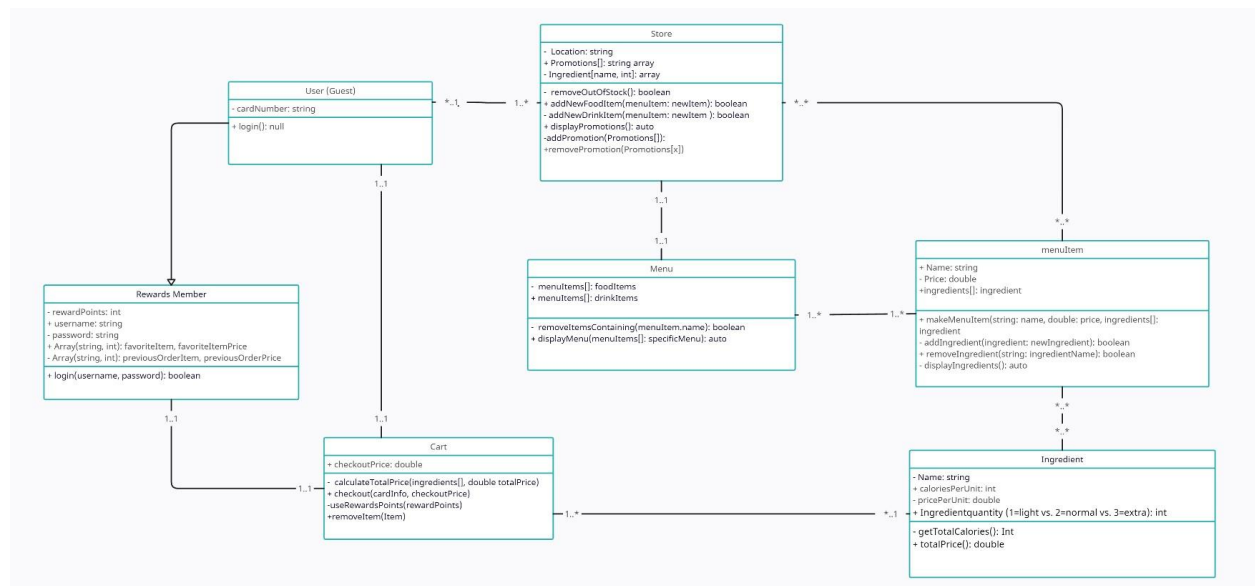 Store
- Location: string
+ Promotions[]: string array
- Ingredient[name, int]: array
- removeOutOfStock(): boolean
+ addNewFoodItem(menuItem: newItem): boolean
- addNewDrinkItem(menuItem: newItem ): boolean
+ displayPromotions(): auto
-addPromotion(Promotions[]):
+removePromotion(Promotions[x])
User (Guest)
- cardNumber: string
+ login(): null
*..1
1..*
*..*
1..1
1..1
1..1
*..*
menuItem
+ Name: string
- Price: double
+ingredients[]: ingredient
+ makeMenuItem(string: name, double: price, ingredients[]:
ingredient
- addIngredient(ingredient: newIngredient): boolean
+ removeIngredient(string: ingredientName): boolean
- displayIngredients(): auto
Menu
- menuItems[]: foodItems
+ menuItems[]: drinkItems
- removeItemsContaining(menuItem.name): boolean
+ displayMenu(menuItems[]: specificMenu): auto
1..*
1..*
Rewards Member
- rewardPoints: int
+ username: string
- password: string
+ Array(string, int): favoriteItem, favoriteItemPrice
- Array(string, int): previousOrderItem, previousOrderPrice
+ login(username, password): boolean
1..1
1..1
*..*
*..*
Cart
+ checkoutPrice: double
- calculateTotalPrice(ingredients[], double totalPrice)
+ checkout(cardInfo, checkoutPrice)
-useRewardsPoints(rewardPoints)
+removeItem(Item)
1..1
1..*
*..1
Ingredient
- Name: string
+ caloriesPerUnit: int
- pricePerUnit: double
+ Ingredientquantity (1=light vs. 2=normal vs. 3=extra): int
- getTotalCalories(): Int
+ totalPrice(): double